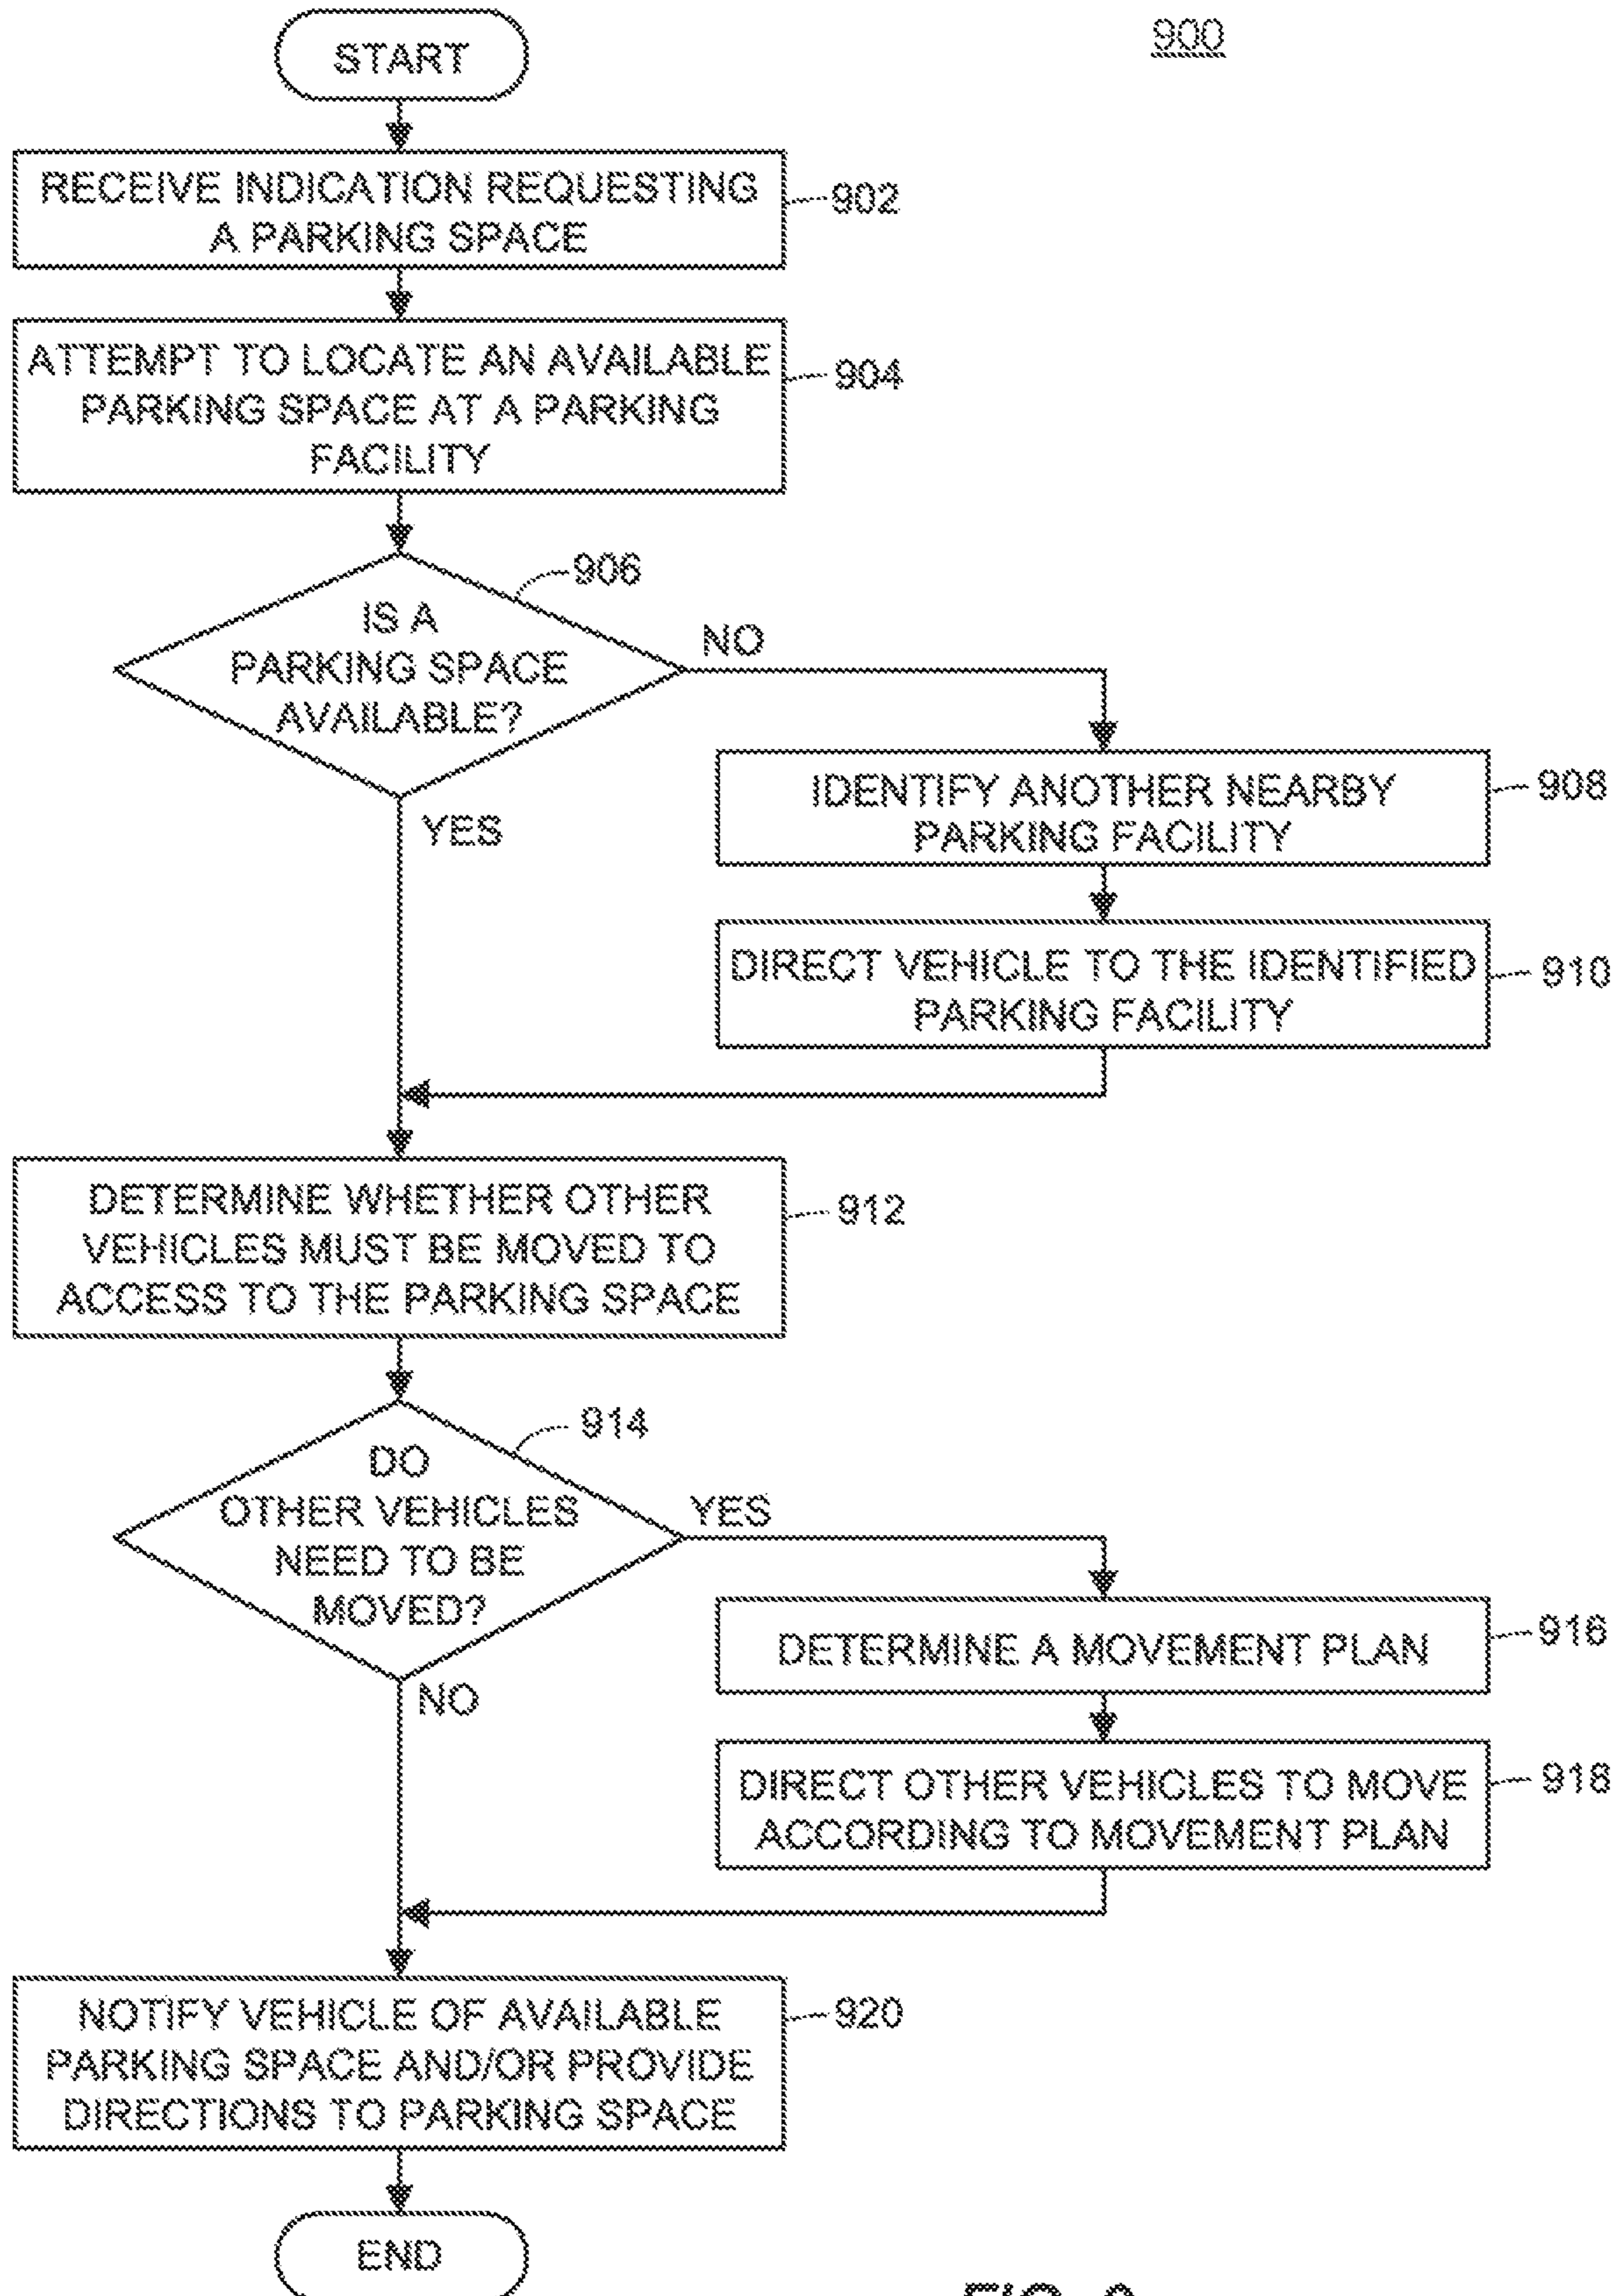 900
START
RECEIVE INDICATION REQUESTING
A PARKING SPACE
902
ATTEMPT TO LOCATE AN AVAILABLE
PARKING SPACE AT A PARKING
FACILITY
904
906
IS A
PARKING SPACE
AVAILABLE?
NO
YES
IDENTIFY ANOTHER NEARBY
PARKING FACILITY
908
DIRECT VEHICLE TO THE IDENTIFIED
PARKING FACILITY
910
DETERMINE WHETHER OTHER
VEHICLES MUST BE MOVED TO
ACCESS TO THE PARKING SPACE
912
914
DO
OTHER VEHICLES
NEED TO BE
MOVED?
YES
NO
DETERMINE A MOVEMENT PLAN
916
DIRECT OTHER VEHICLES TO MOVE
ACCORDING TO MOVEMENT PLAN
918
NOTIFY VEHICLE OF AVAILABLE
PARKING SPACE AND/OR PROVIDE
DIRECTIONS TO PARKING SPACE
920
END